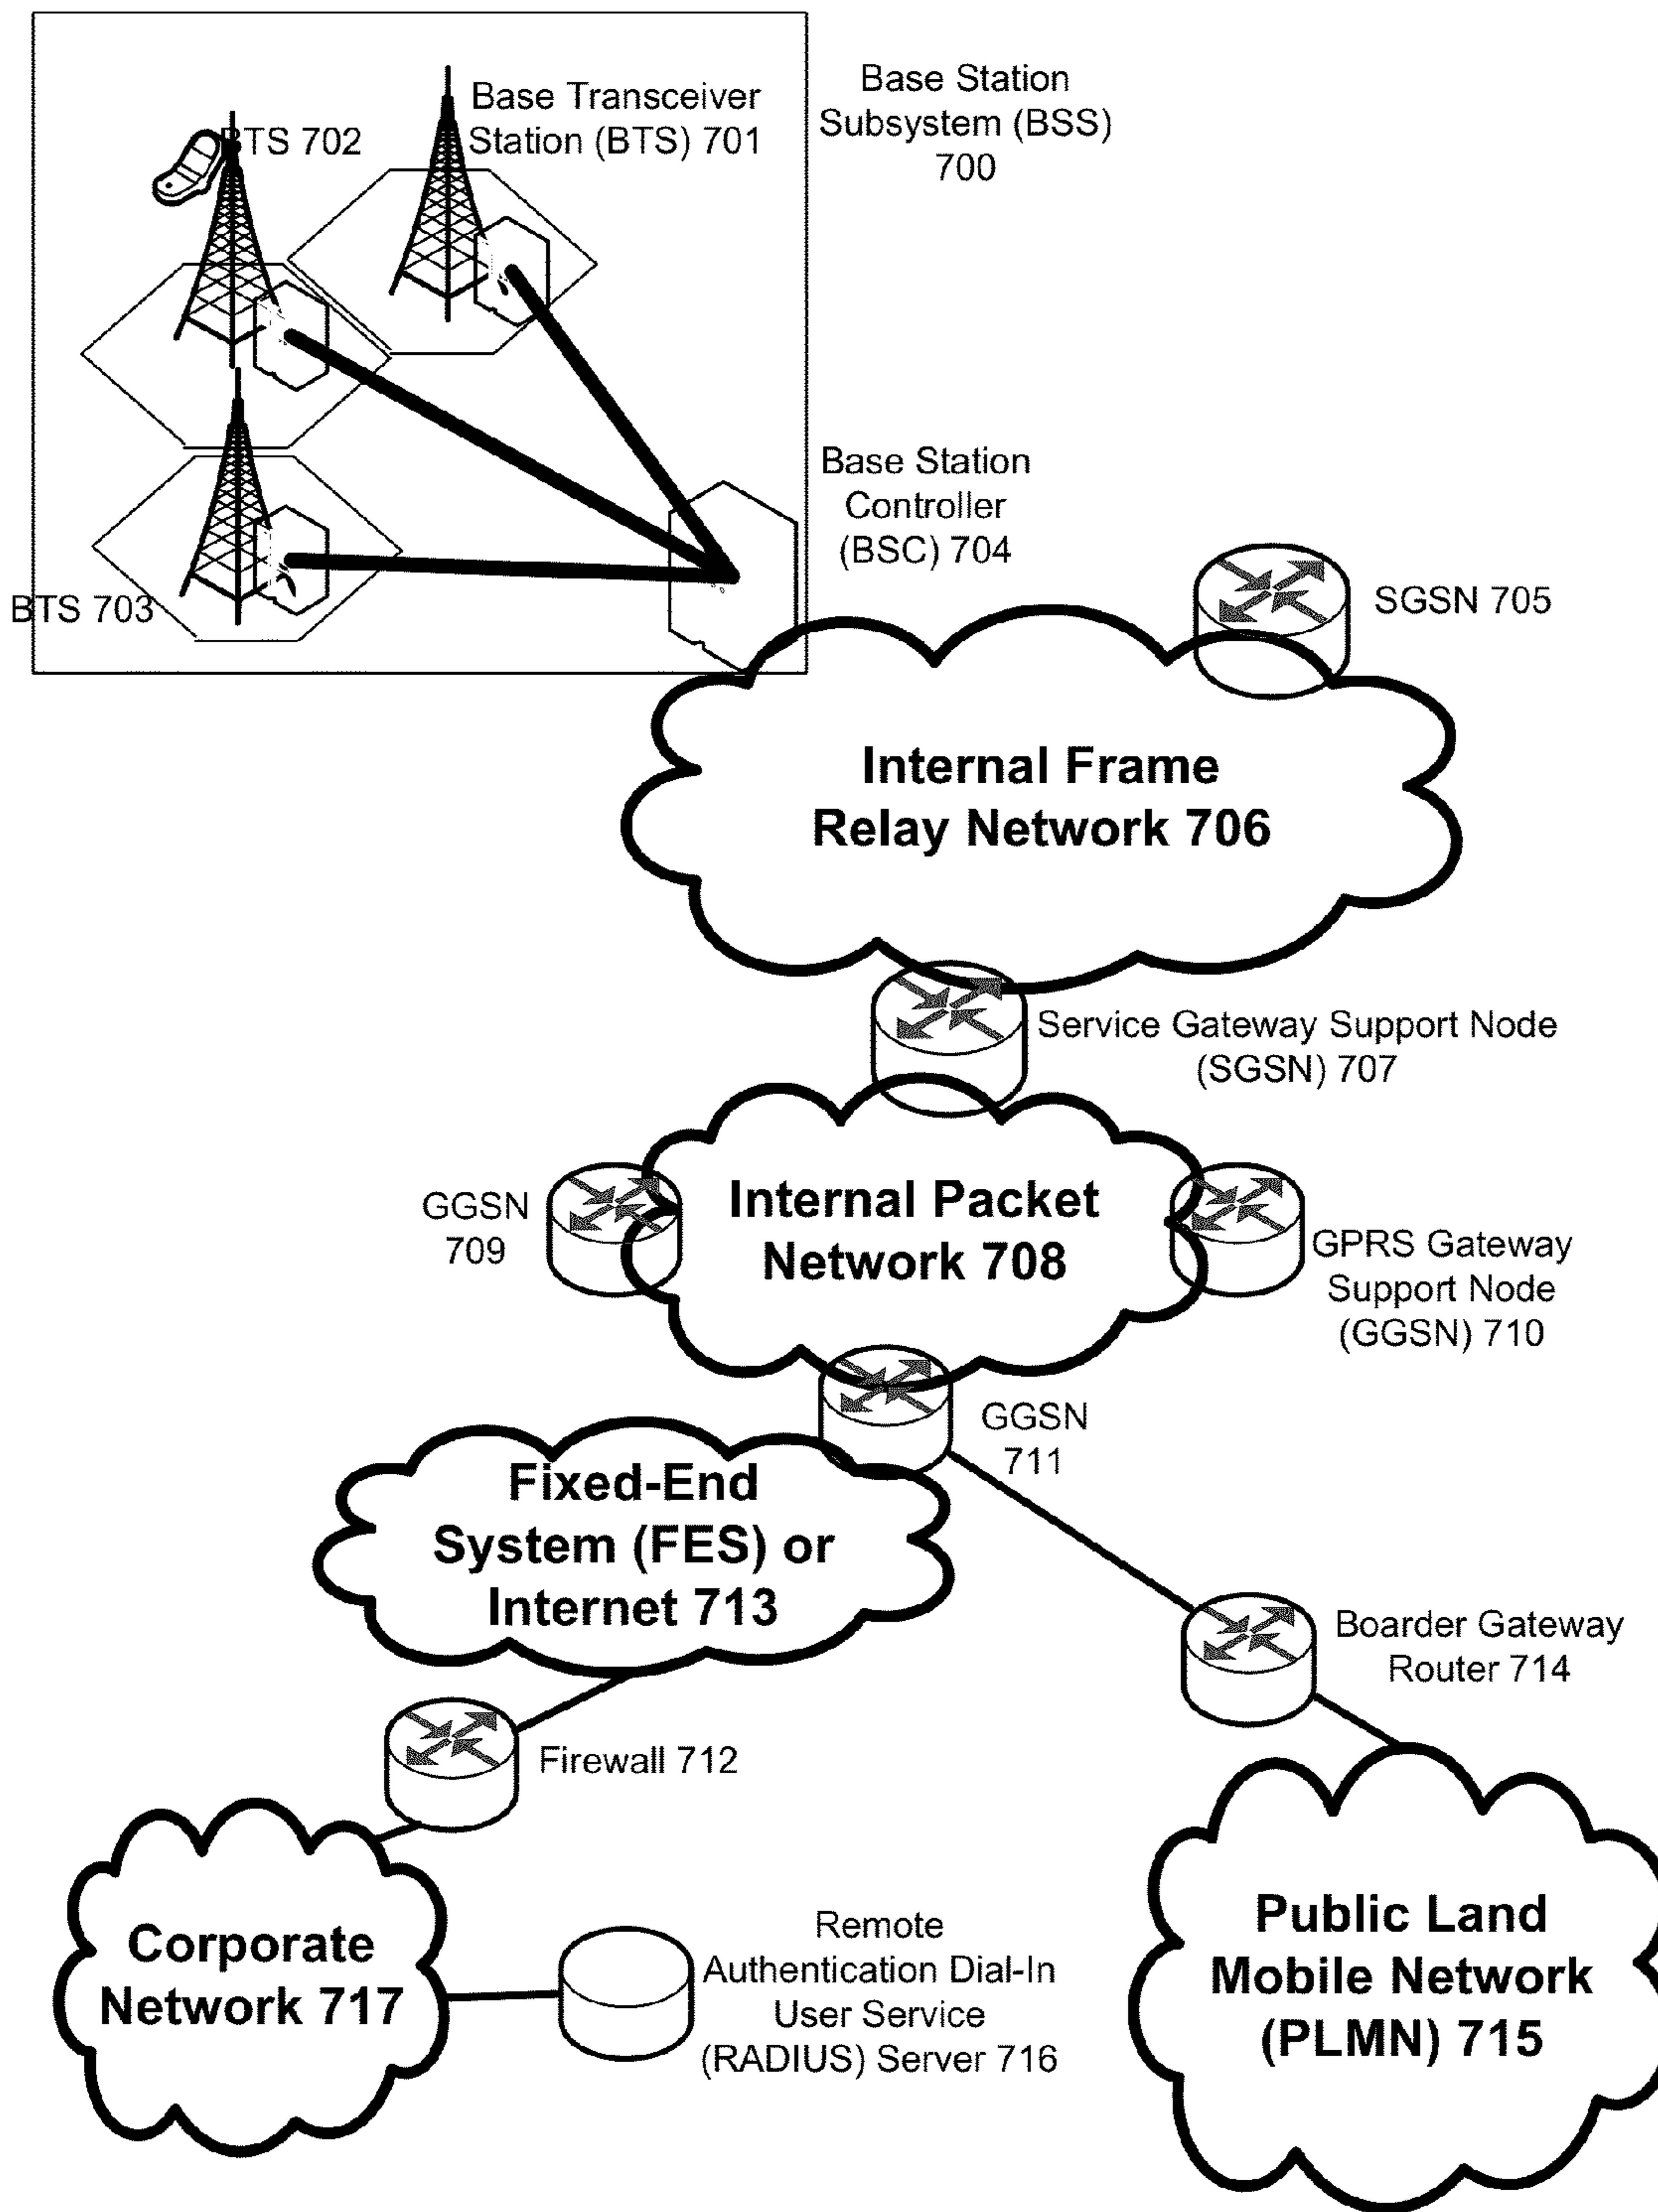 Base Transceiver
Station (BTS) 701
BTS 702
Base Station
Subsystem (BSS)
700
Base Station
Controller
(BSC) 704
BTS 703
SGSN 705
Internal Frame
Relay Network 706
Service Gateway Support Node
(SGSN) 707
GGSN
709
Internal Packet
Network 708
GPRS Gateway
Support Node
(GGSN) 710
GGSN
711
Fixed-End
System (FES) or
Internet 713
Boarder Gateway
Router 714
Firewall 712
Corporate
Network 717
Remote
Authentication Dial-In
User Service
(RADIUS) Server 716
Public Land
Mobile Network
(PLMN) 715